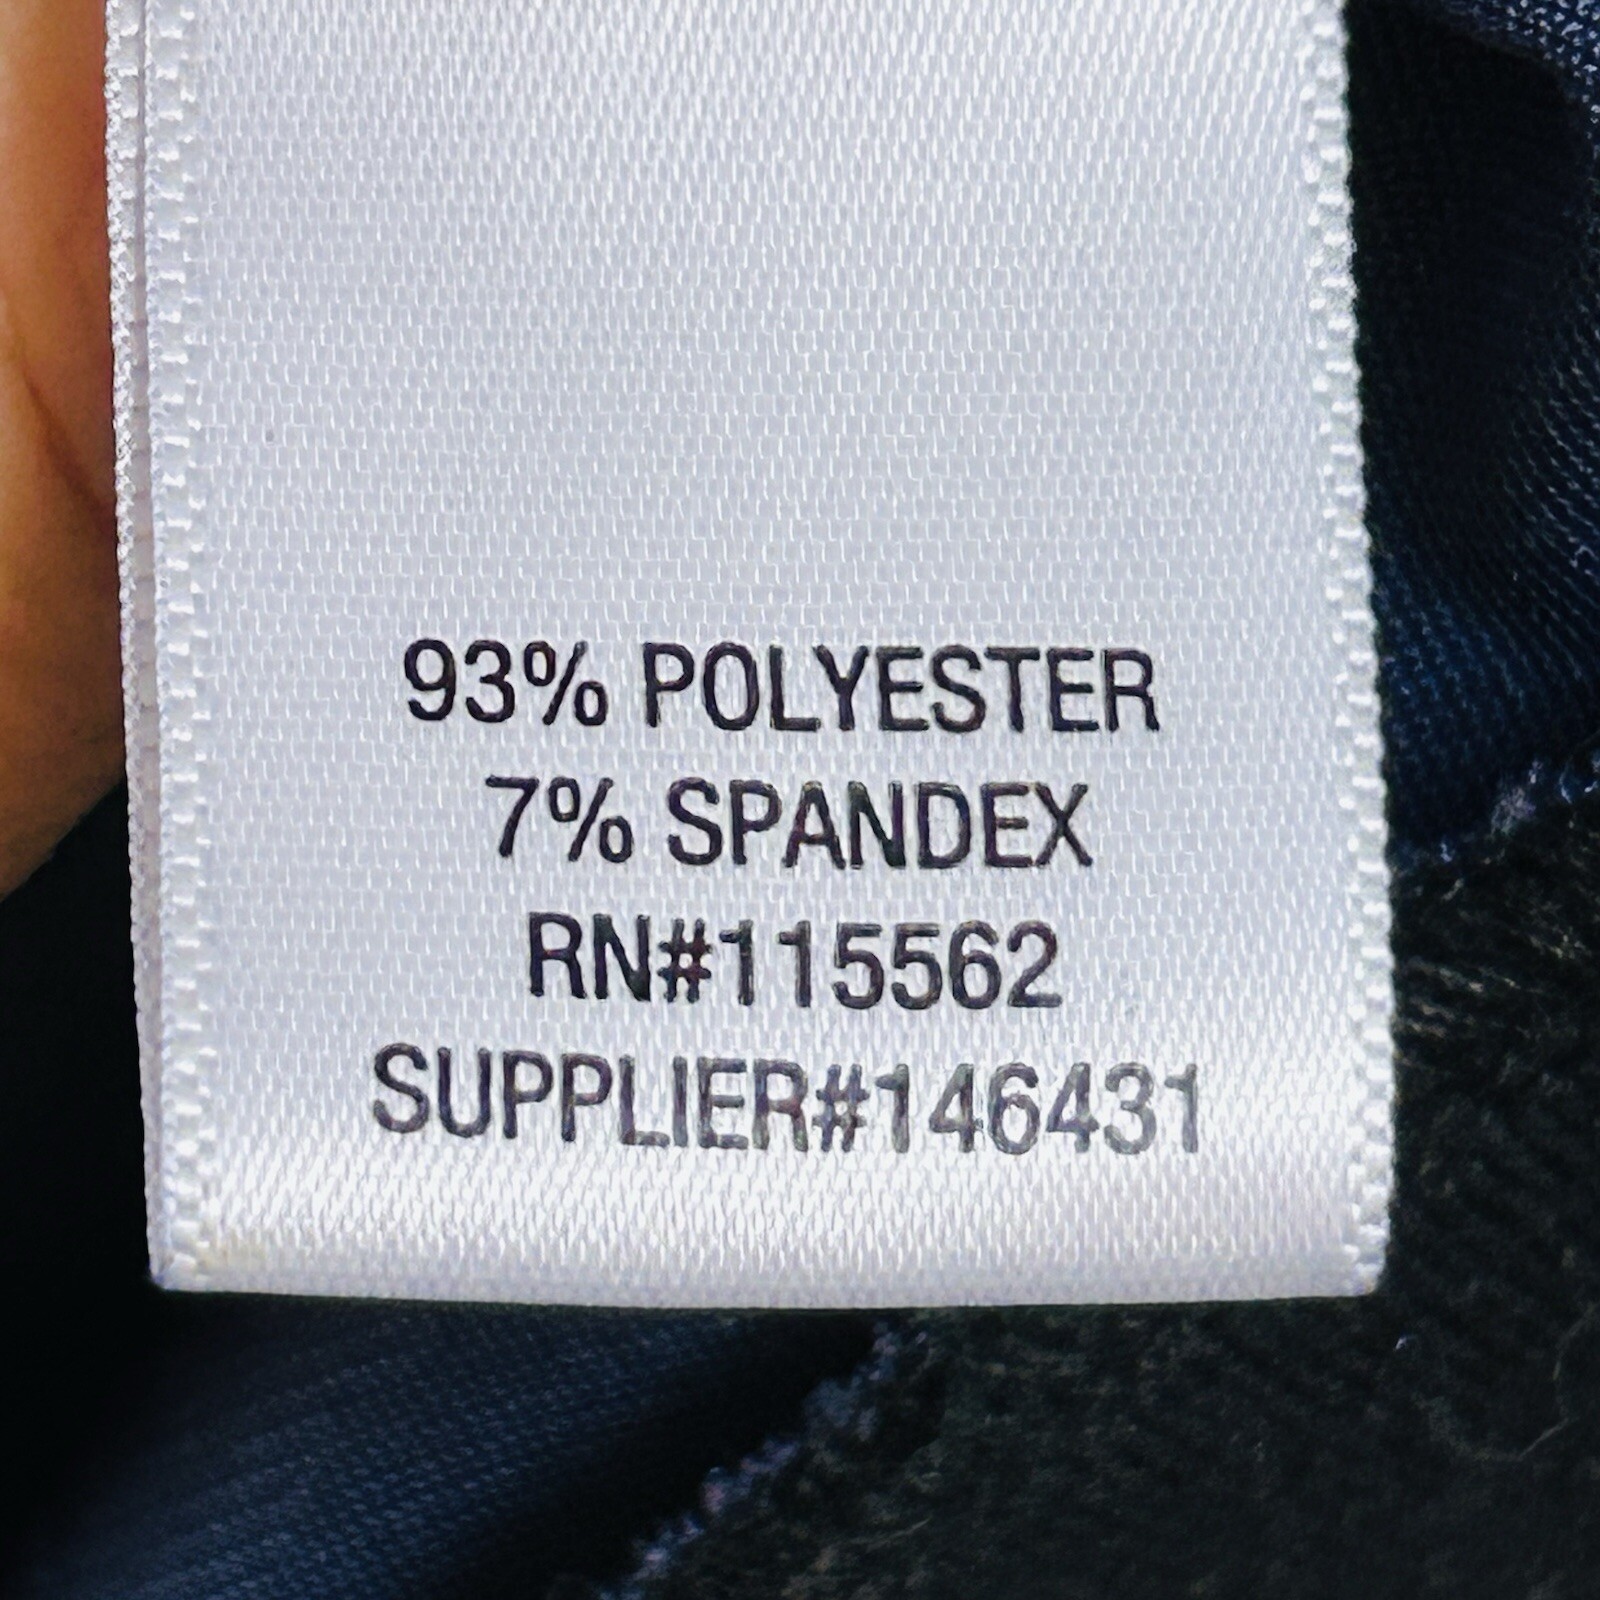 93% POLYESTER
7% SPANDEX
RN#115562
SUPPLIER#146431